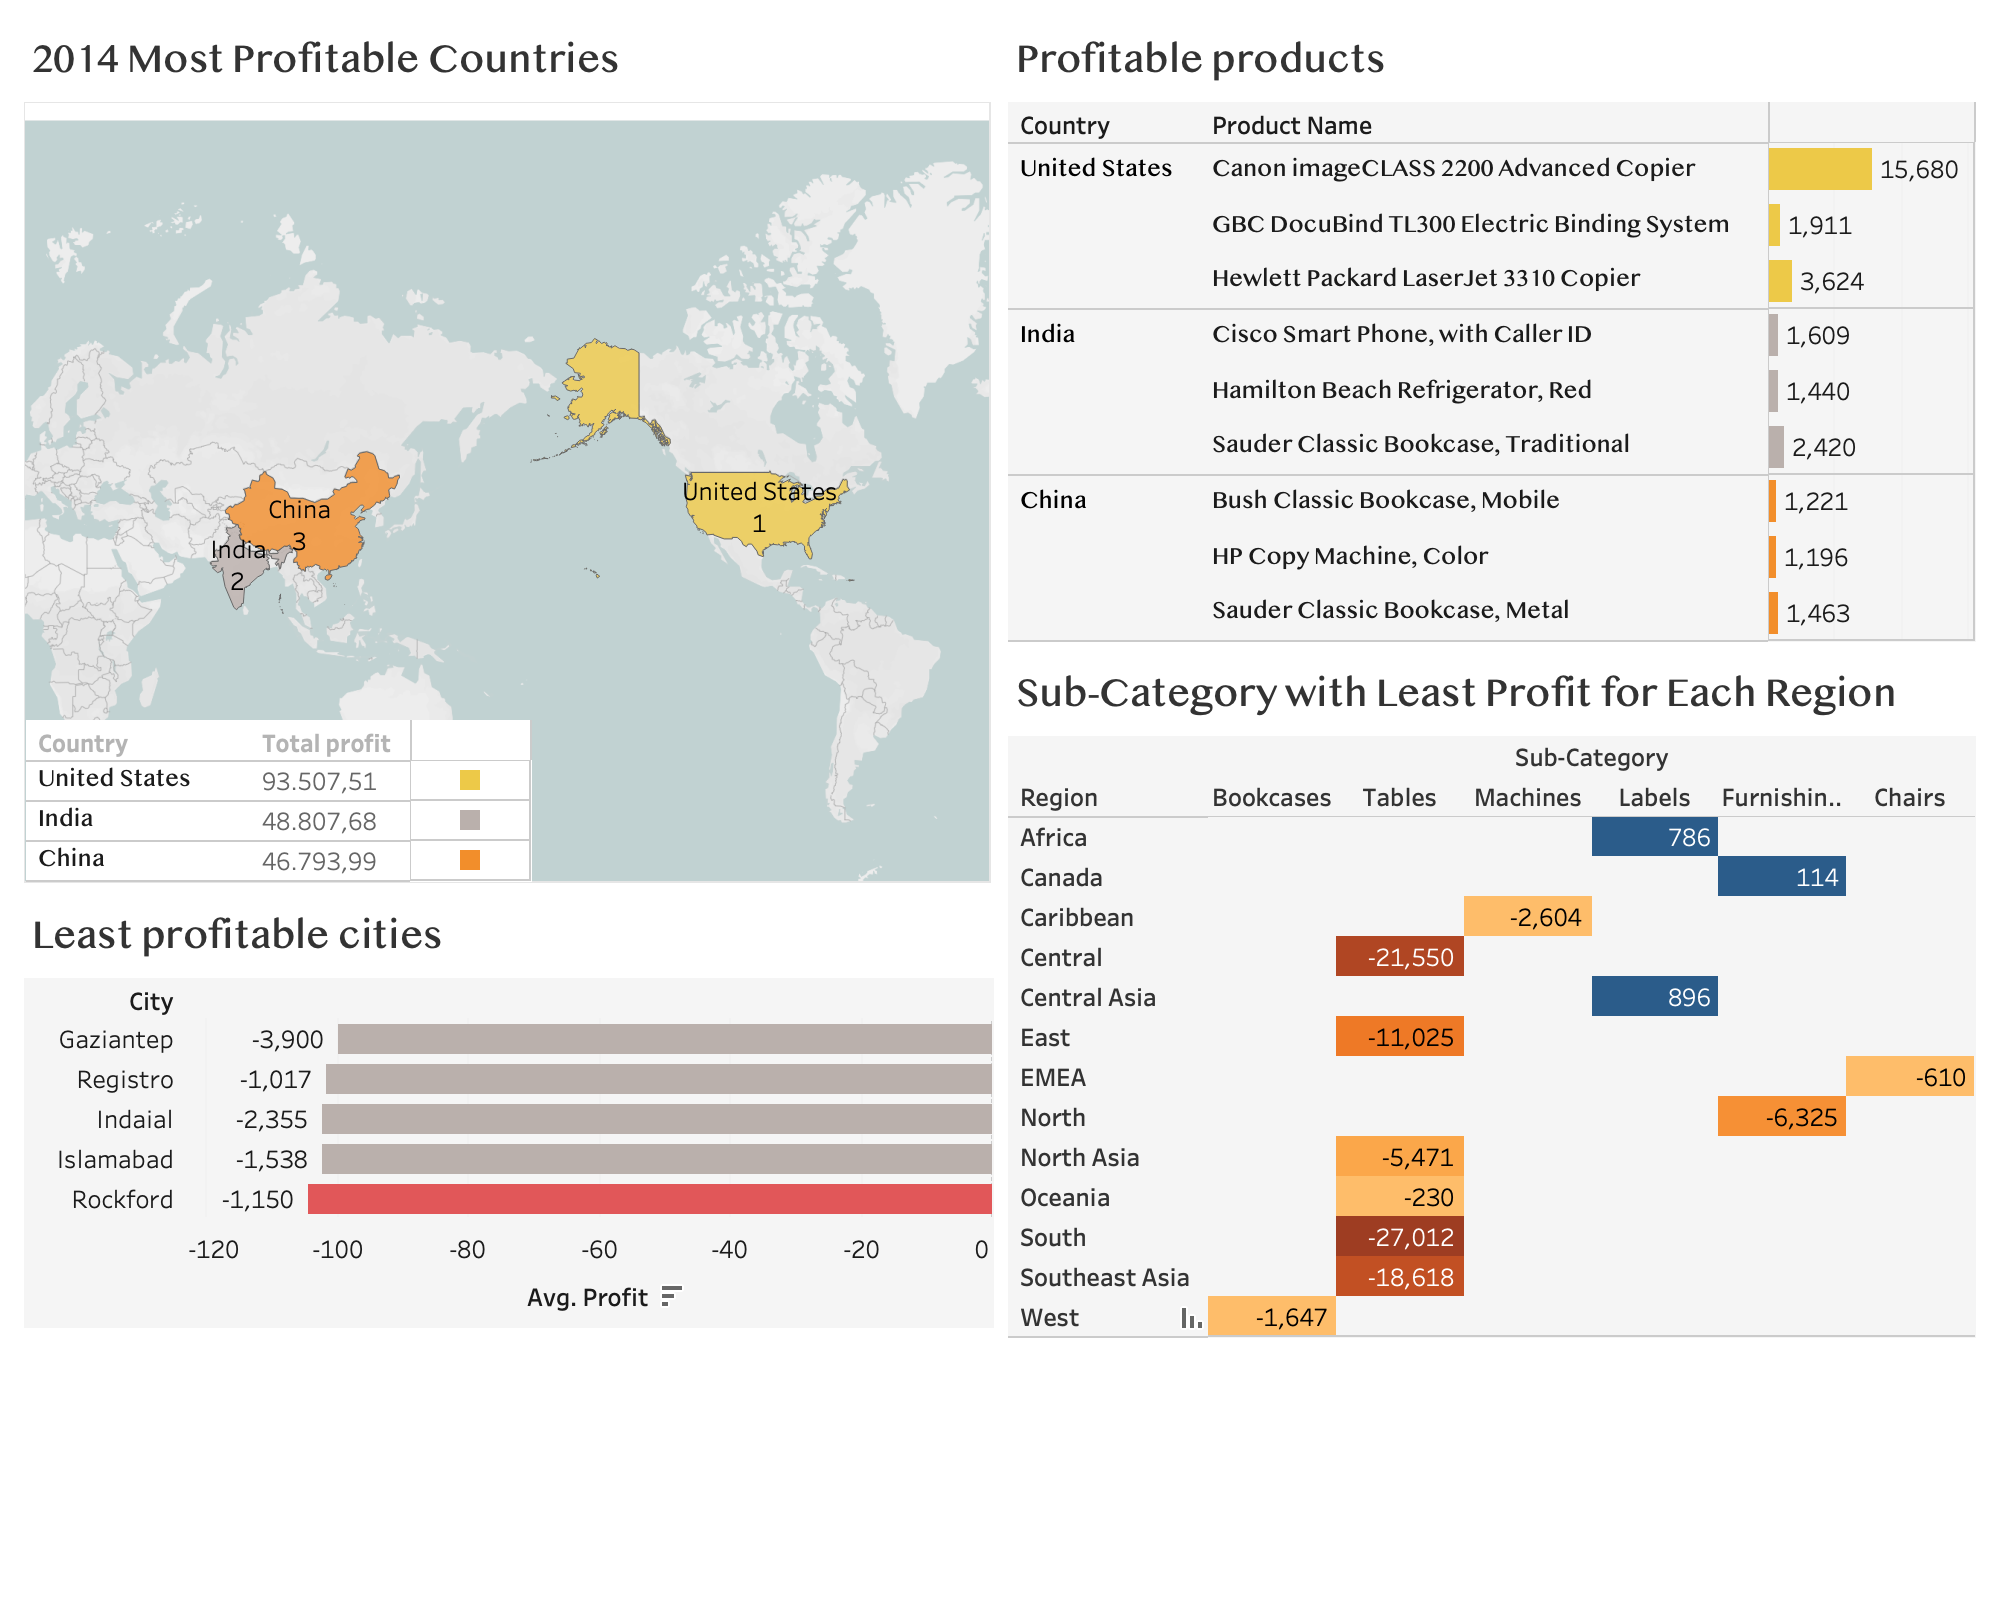 2014 Most Profitable Countries
China
3
India
2
United States
1
Country Total profit
United States 93.507,51
India 48.807,68
China 46.793,99
Least profitable cities
City
Gaziantep -3,900
Registro -1,017
Indaial -2,355
Islamabad -1,538
Rockford -1,150
-120 -100 -80 -60 -40 -20 0
Avg. Profit
Profitable products
Country Product Name
United States Canon imageCLASS 2200 Advanced Copier 15,680
GBC DocuBind TL300 Electric Binding System 1,911
Hewlett Packard LaserJet 3310 Copier 3,624
India Cisco Smart Phone, with Caller ID 1,609
Hamilton Beach Refrigerator, Red 1,440
Sauder Classic Bookcase, Traditional 2,420
China Bush Classic Bookcase, Mobile 1,221
HP Copy Machine, Color 1,196
Sauder Classic Bookcase, Metal 1,463
Sub-Category with Least Profit for Each Region
Sub-Category
Region Bookcases Tables Machines Labels Furnishin.. Chairs
Africa 786
Canada 114
Caribbean -2,604
Central -21,550
Central Asia 896
East -11,025
EMEA -610
North -6,325
North Asia -5,471
Oceania -230
South -27,012
Southeast Asia -18,618
West -1,647